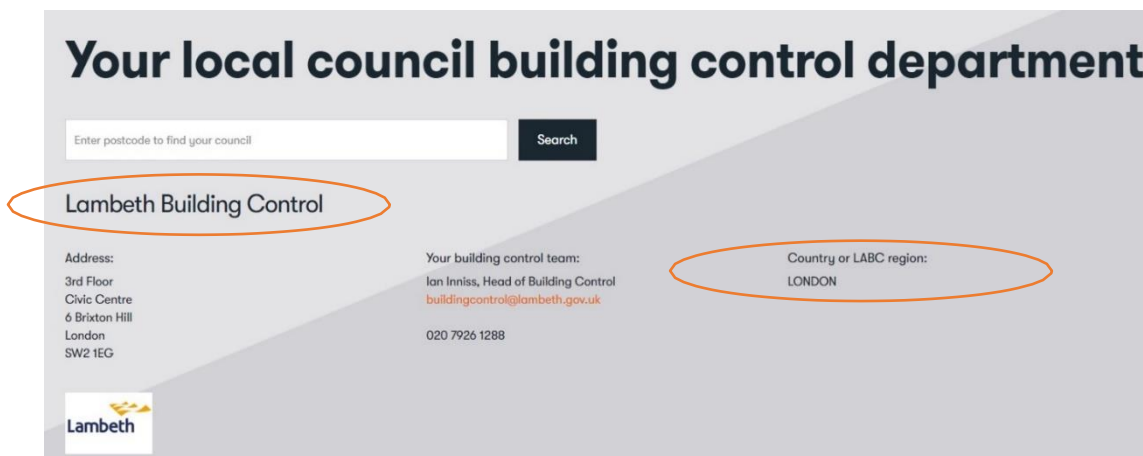 Your local council building control department
Enter postcode to find your council
Search
Lambeth Building Control
Address:
3rd Floor
Civic Centre
6 Brixton Hill
London
SW2 1EG
Your building control team:
Ian Inniss, Head of Building Control
buildingcontrol@lambeth.gov.uk
020 7926 1288
Country or LABC region:
LONDON
Lambeth